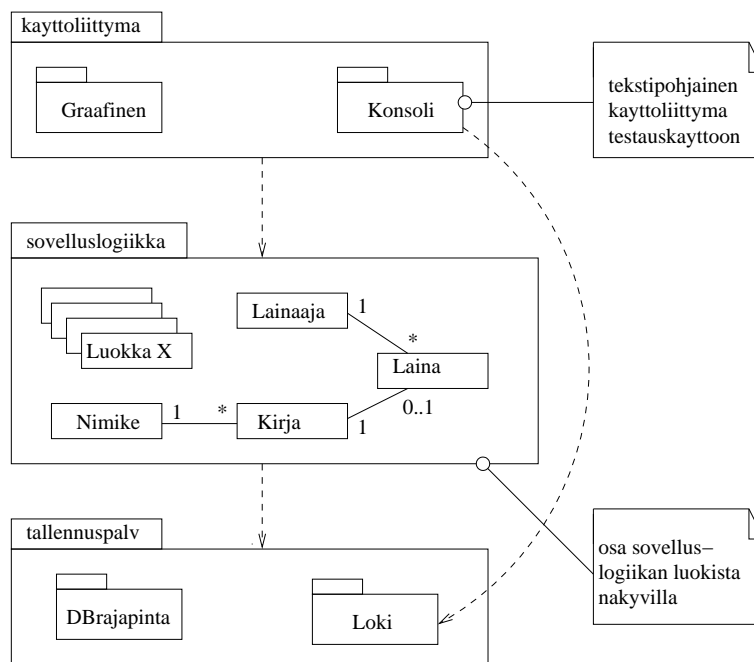 kayttoliittyma
Graafinen
Konsoli
tekstipohjainen
kayttoliittyma
testauskayttoon
sovelluslogiikka
Luokka X
Lainaaja
1
*
Laina
0..1
Nimike
1
*
Kirja
1
tallennuspalv
DBrajapinta
Loki
osa sovellus–
logiikan luokista
nakyvilla